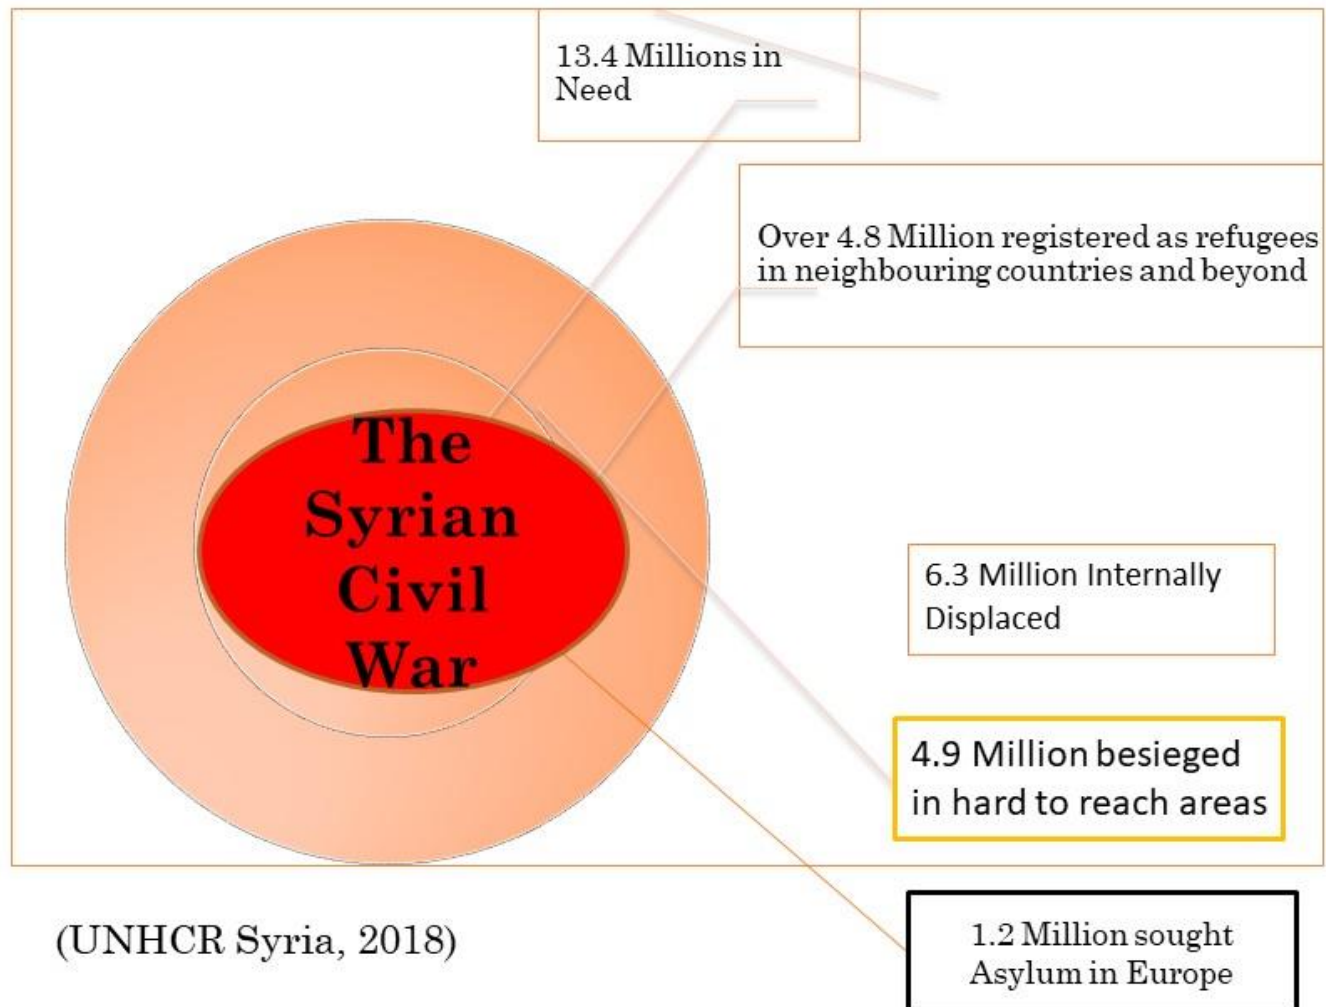 13.4 Millions in
Need
Over 4.8 Million registered as refugees
in neighbouring countries and beyond
The
Syrian
Civil
War
6.3 Million Internally
Displaced
4.9 Million besieged
in hard to reach areas
(UNHCR Syria, 2018)
1.2 Million sought
Asylum in Europe